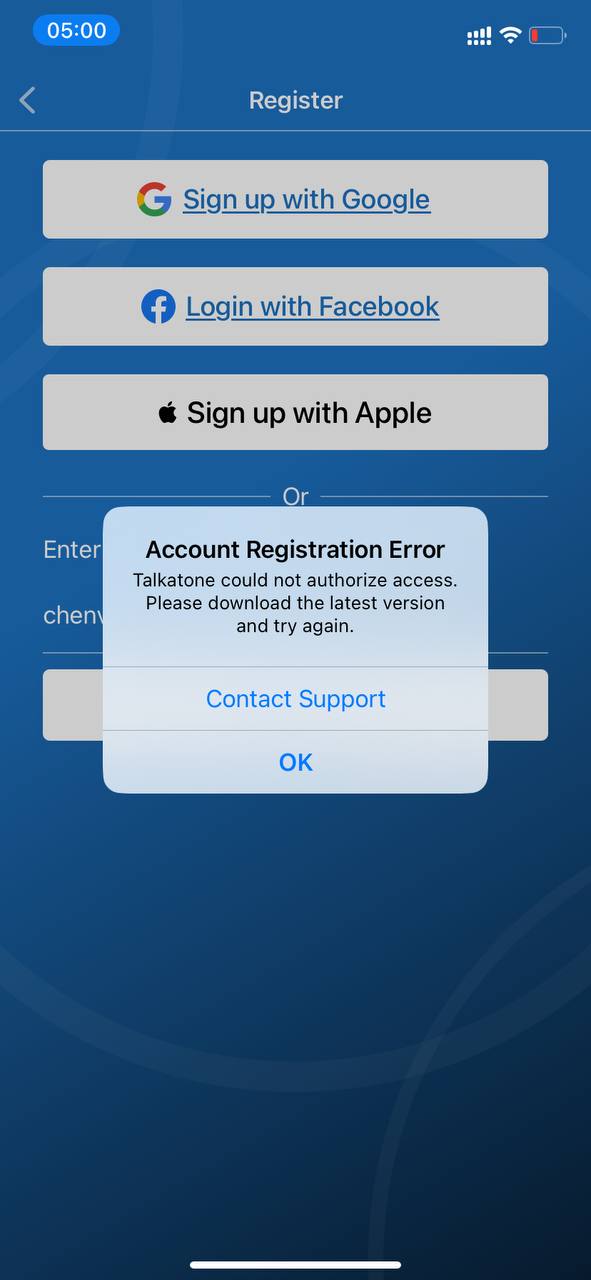 05:00
Register
Sign up with Google
Login with Facebook
Sign up with Apple
Or
Enter
Account Registration Error
Talkatone could not authorize access.
Please download the latest version
and try again.
Contact Support
OK